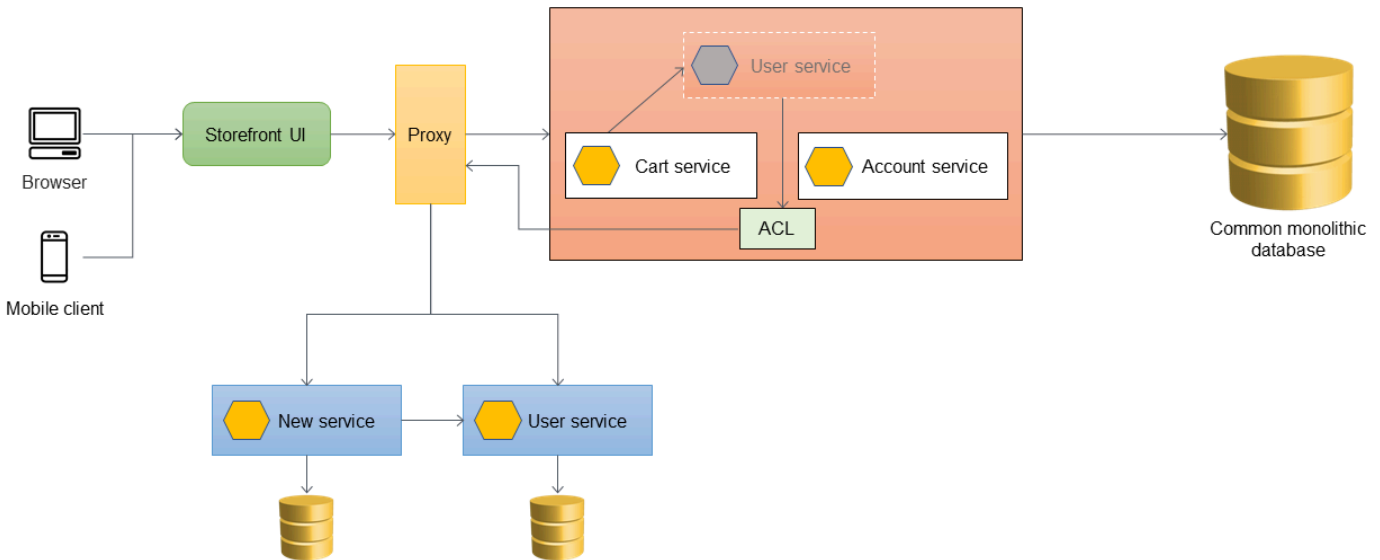 User service
Storefront UI
Proxy
Cart service
Account service
Browser
ACL
Common monolithic
database
Mobile client
New service
User service